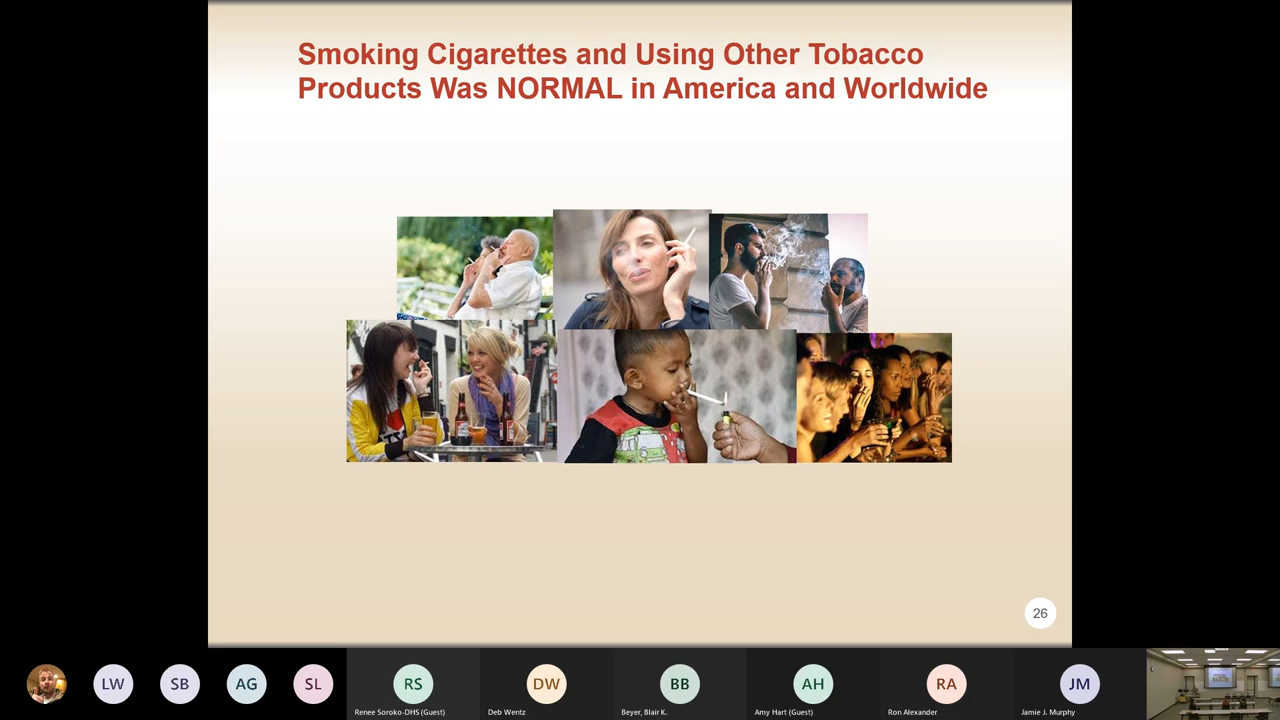 Smoking Cigarettes and Using Other Tobacco
Products Was NORMAL in America and Worldwide
26
LW
SB
AG
SL
RS
DW
BB
AH
RA
JM
Renee Soroko-DHS (Guest)
Deb Wentz
Beyer, Blair K.
Amy Hart (Guest)
Ron Alexander
Jamie J. Murphy